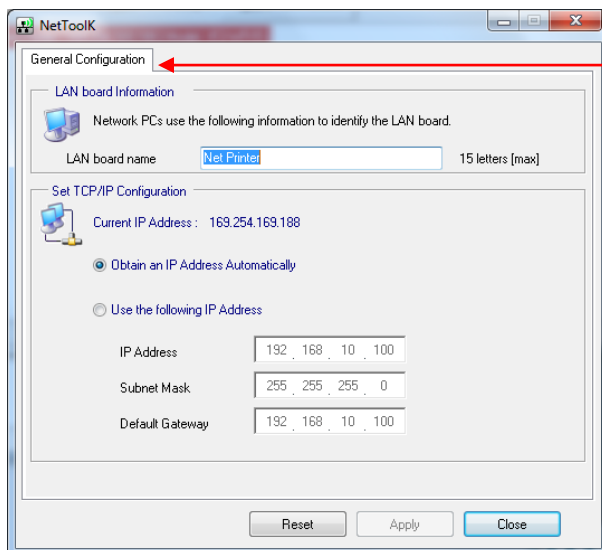 NetToolK
General Configuration
LAN board Information
Network PCs use the following information to identify the LAN board.
LAN board name Net Printer 15 letters [max]
Set TCP/IP Configuration
Current IP Address : 169.254.169.188
Obtain an IP Address Automatically
Use the following IP Address
IP Address 192 . 168 . 10 . 100
Subnet Mask 255 . 255 . 255 . 0
Default Gateway 192 . 168 . 10 . 100
Reset Apply Close